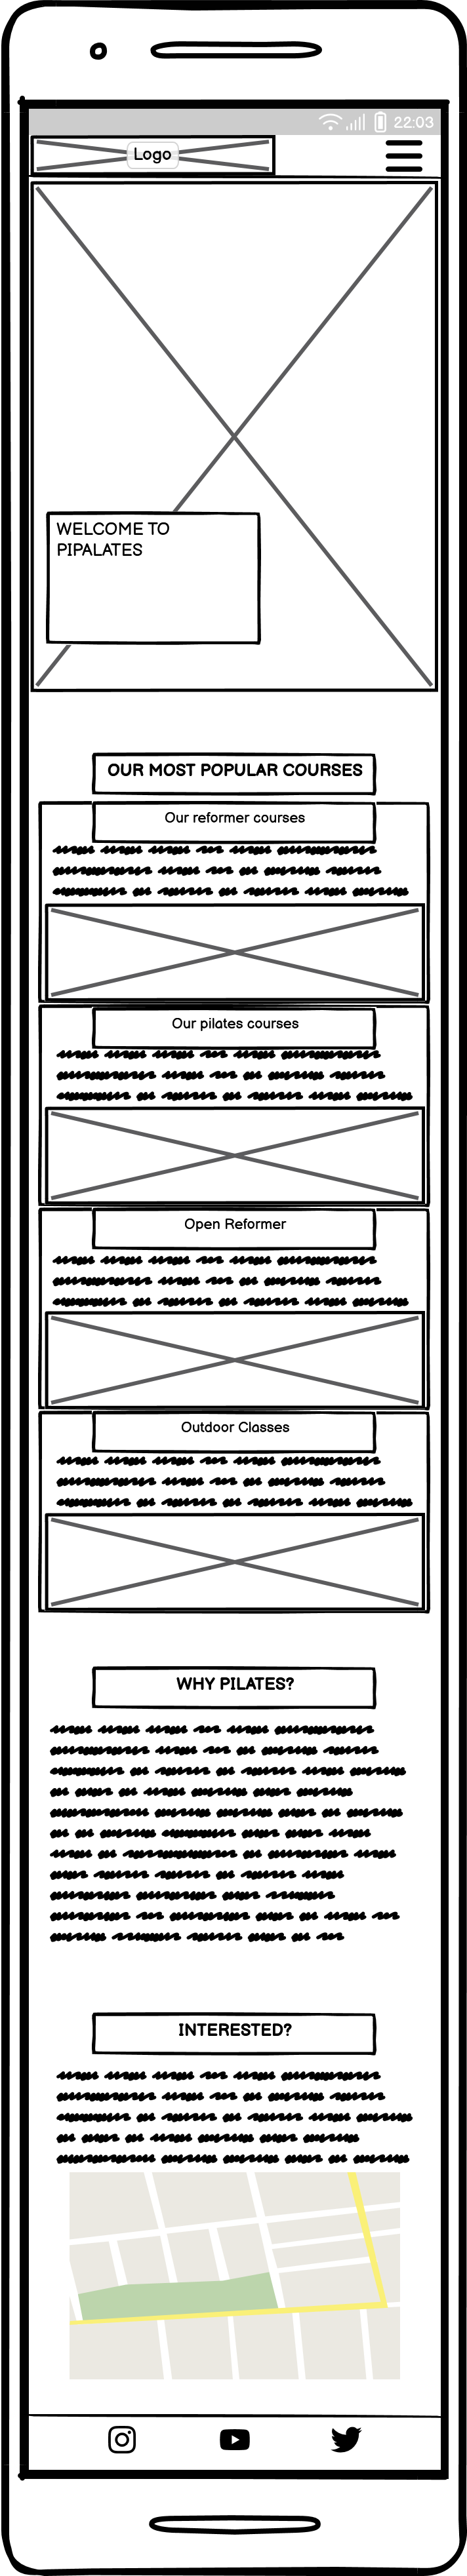 22:03
Logo
WELCOME TO
PIPALATES
OUR MOST POPULAR COURSES
Our reformer courses
Our pilates courses
Open Reformer
Outdoor Classes
WHY PILATES?
INTERESTED?